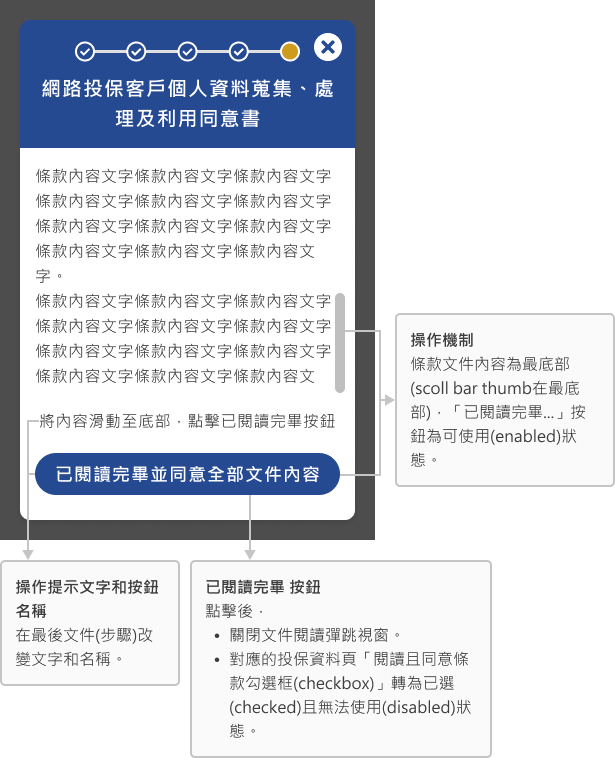 網路投保客戶個人資料蒐集、處
理及利用同意書
條款內容文字條款內容文字條款內容文字
條款內容文字條款內容文字條款內容文字
條款內容文字條款內容文字條款內容文字
條款內容文字條款內容文字條款內容文
字。
條款內容文字條款內容文字條款內容文字
條款內容文字條款內容文字條款內容文字
條款內容文字條款內容文字條款內容文字
條款內容文字條款內容文字條款內容文
將內容滑動至底部，點擊已閱讀完畢按鈕
已閱讀完畢並同意全部文件內容
操作機制
條款文件內容為最底部
(scoll bar thumb在最底
部)，「已閱讀完畢...」按
鈕為可使用(enabled)狀
態。
操作提示文字和按鈕
名稱
在最後文件(步驟)改
變文字和名稱。
已閱讀完畢 按鈕
點擊後，
• 關閉文件閱讀彈跳視窗。
• 對應的投保資料頁「閱讀且同意條
款勾選框(checkbox)」轉為已選
(checked)且無法使用(disabled)狀
態。